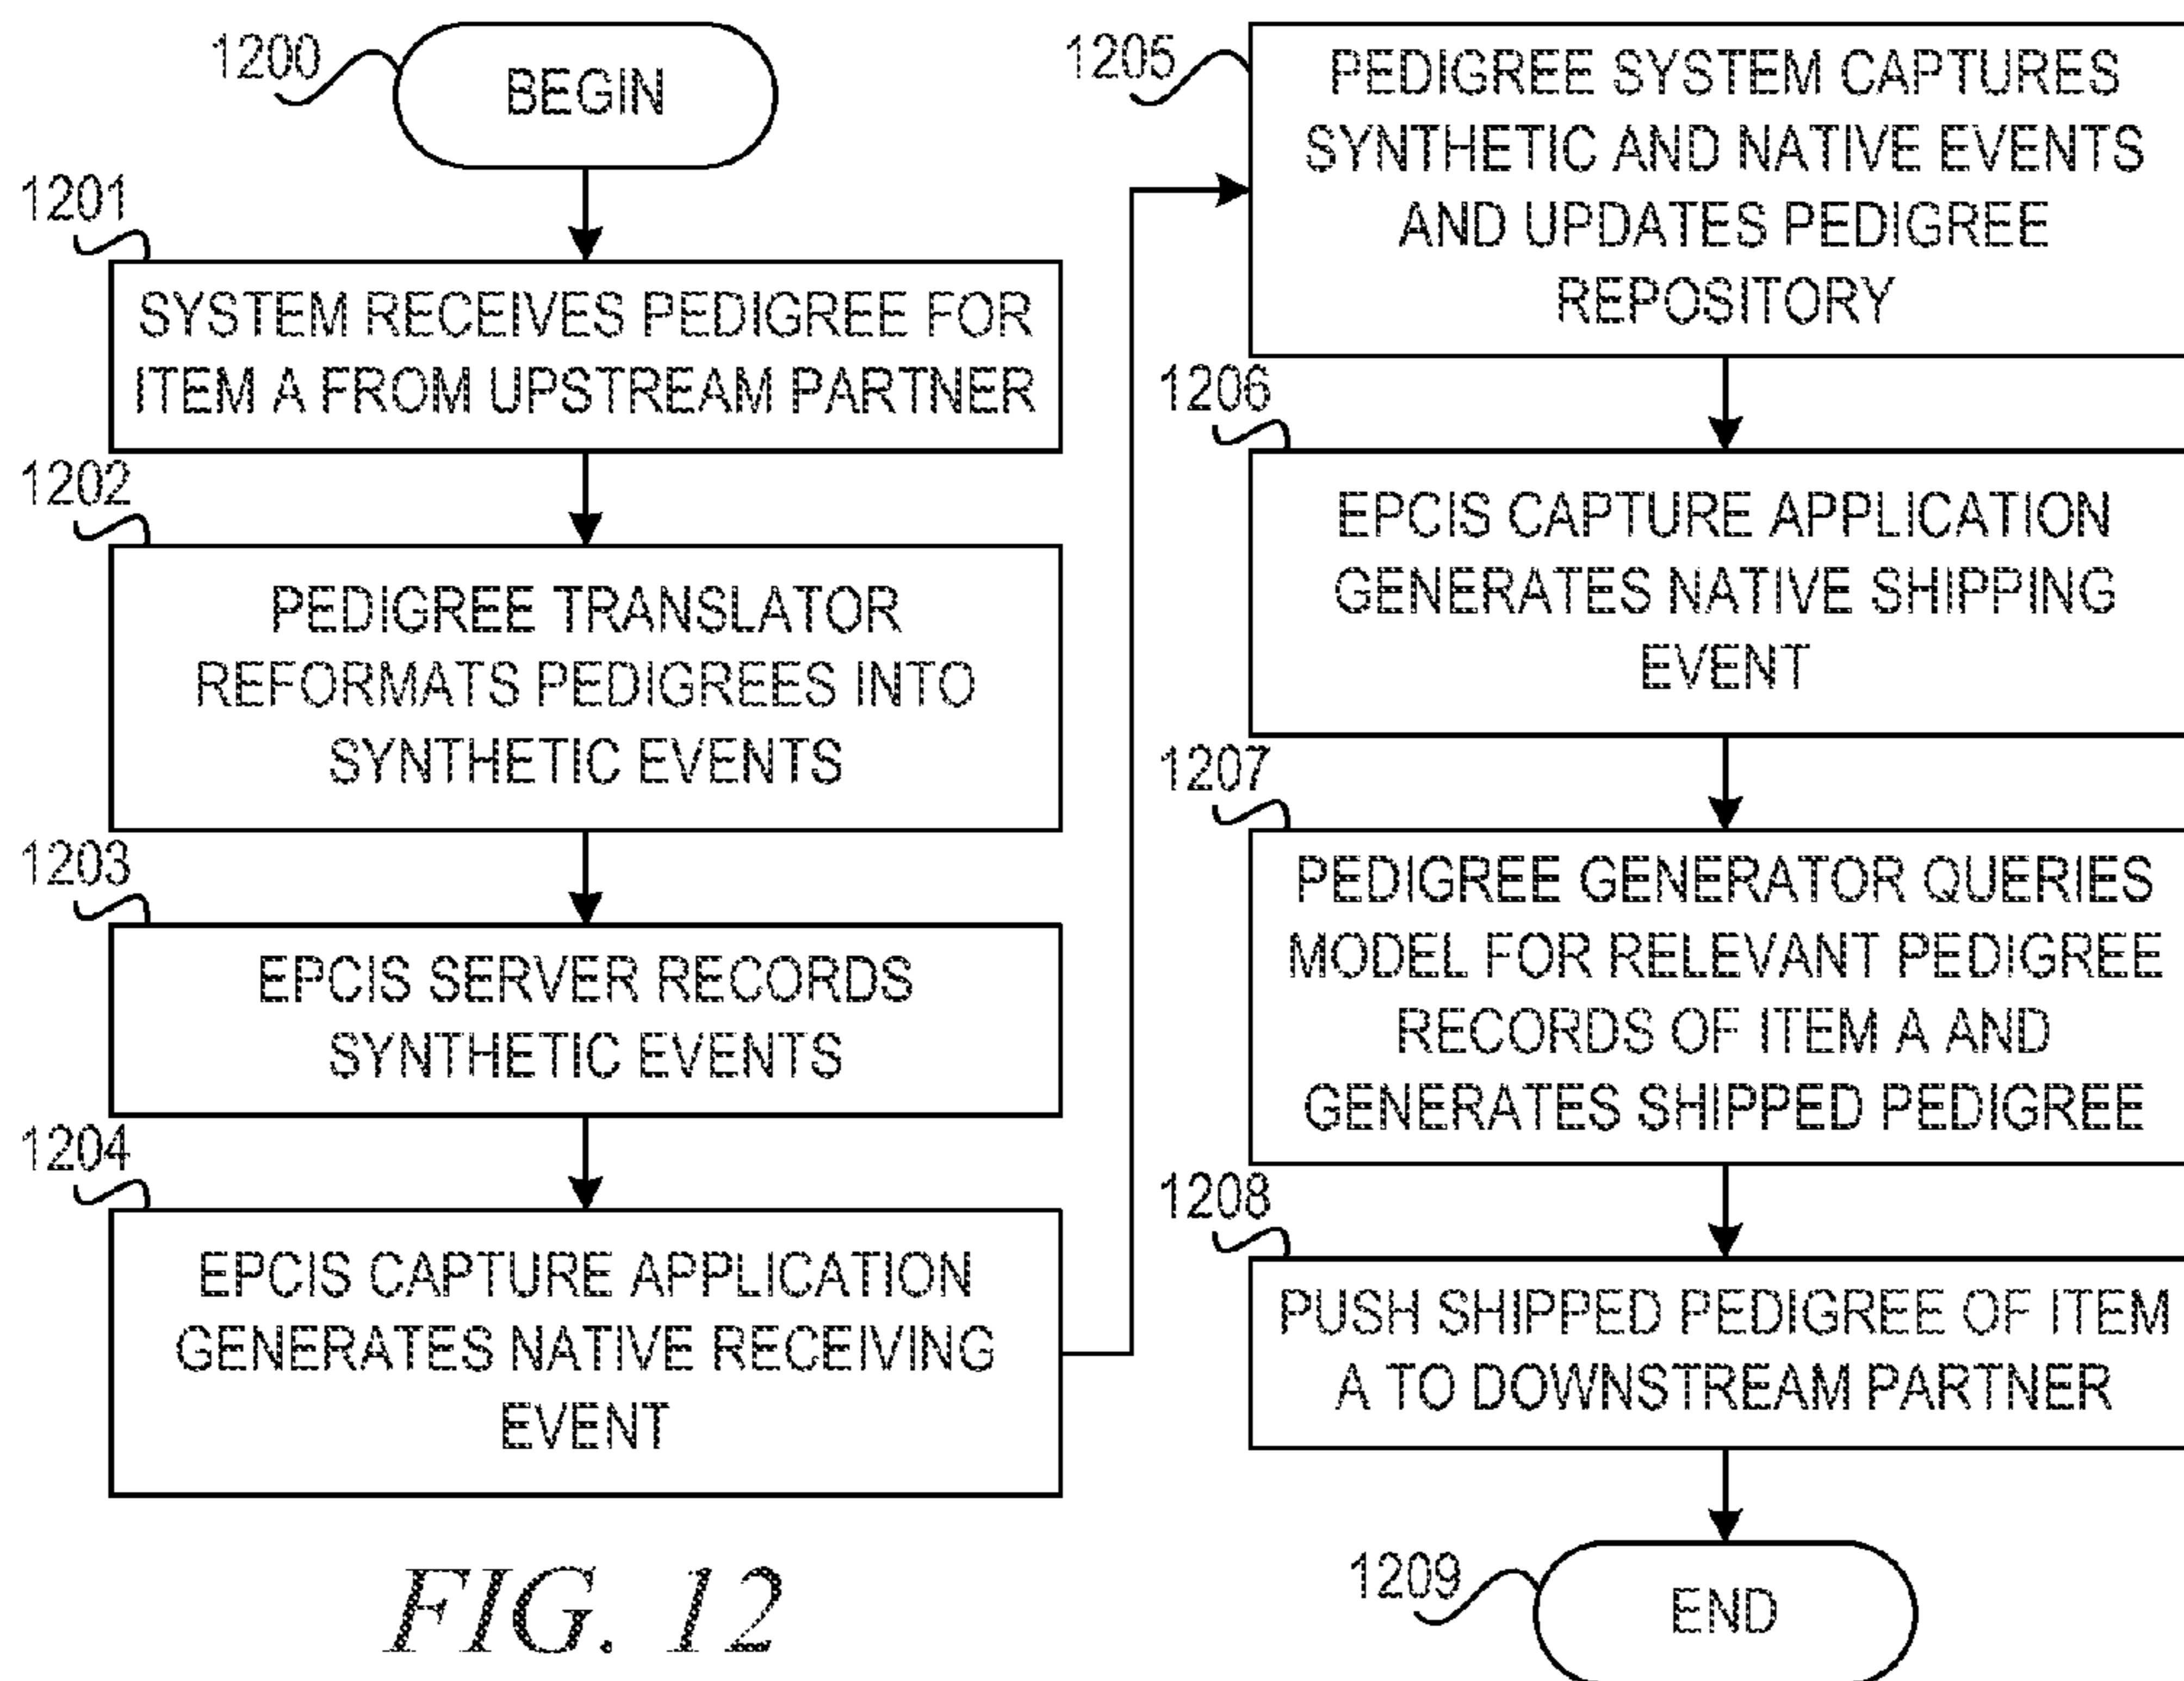 1200
BEGIN
1201
SYSTEM RECEIVES PEDIGREE FOR
ITEM A FROM UPSTREAM PARTNER
1202
PEDIGREE TRANSLATOR
REFORMATS PEDIGREES INTO
SYNTHETIC EVENTS
1203
EPCIS SERVER RECORDS
SYNTHETIC EVENTS
1204
EPCIS CAPTURE APPLICATION
GENERATES NATIVE RECEIVING
EVENT
1205
PEDIGREE SYSTEM CAPTURES
SYNTHETIC AND NATIVE EVENTS
AND UPDATES PEDIGREE
REPOSITORY
1206
EPCIS CAPTURE APPLICATION
GENERATES NATIVE SHIPPING
EVENT
1207
PEDIGREE GENERATOR QUERIES
MODEL FOR RELEVANT PEDIGREE
RECORDS OF ITEM A AND
GENERATES SHIPPED PEDIGREE
1208
PUSH SHIPPED PEDIGREE OF ITEM
A TO DOWNSTREAM PARTNER
1209
END
FIG. 12